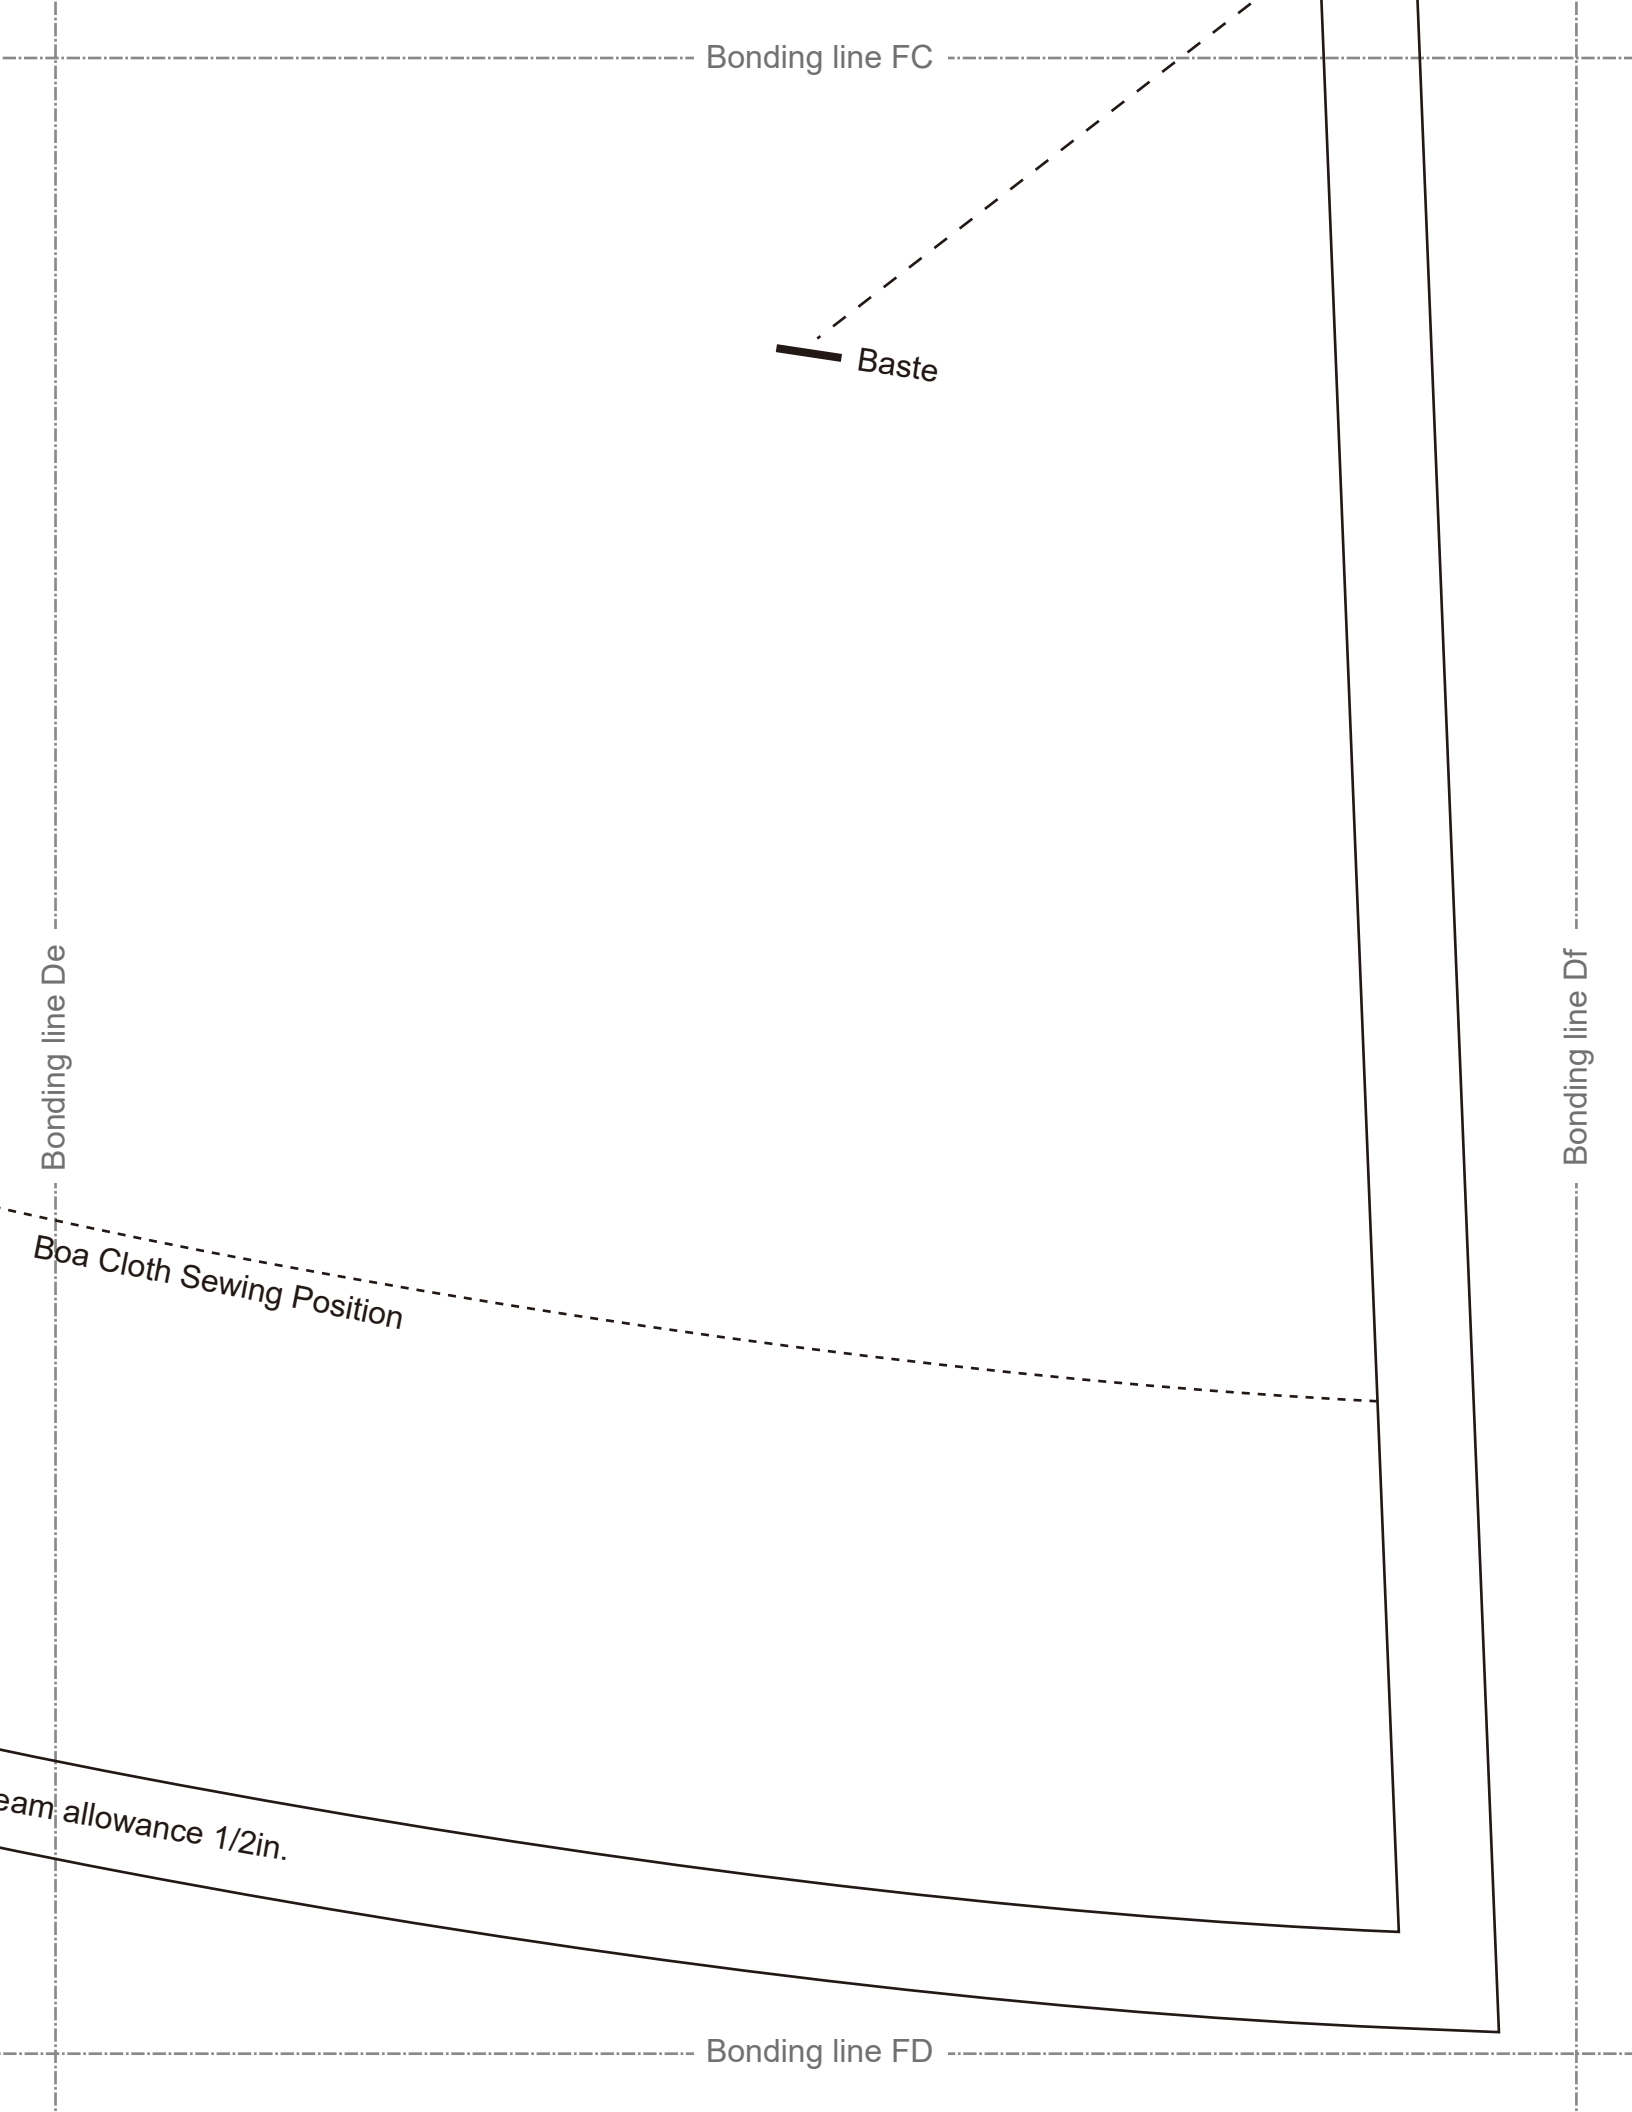 Bonding line FC
Baste
Bonding line De
Bonding line Df
Boa Cloth Sewing Position
eam allowance 1/2in.
Bonding line FD